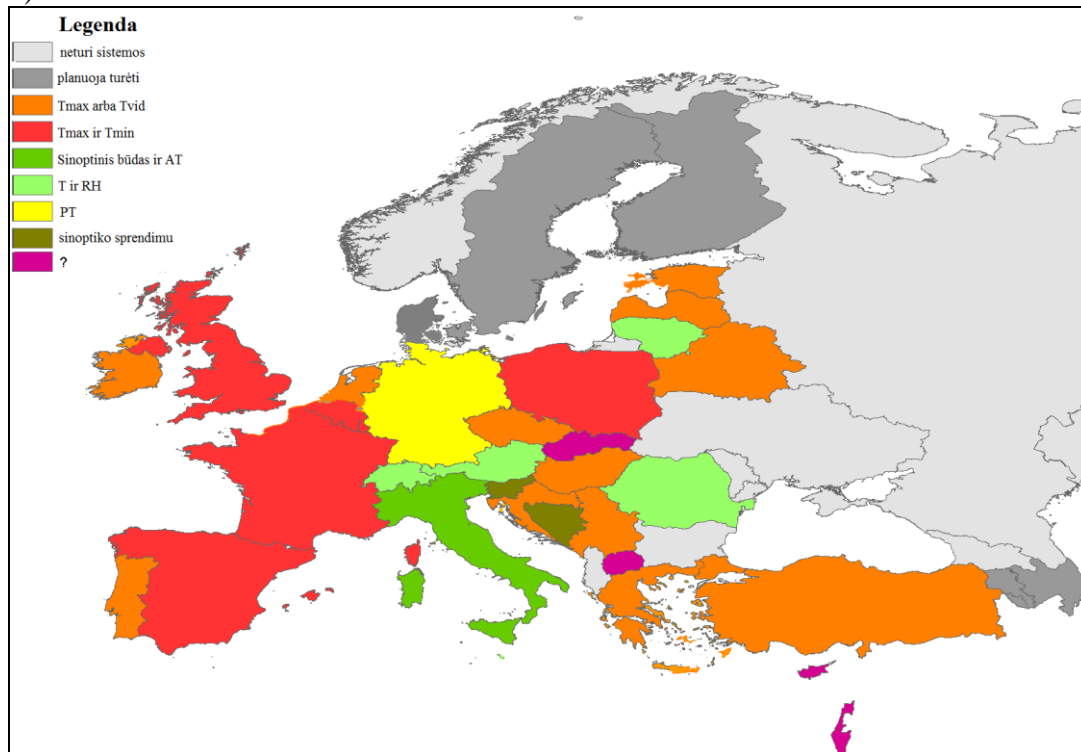 )
Legenda
neturi sistemos
planuoja turėti
Tmax arba Tvid
Tmax ir Tmin
Sinoptinis būdas ir AT
T ir RH
PT
sinoptiko sprendimu
?